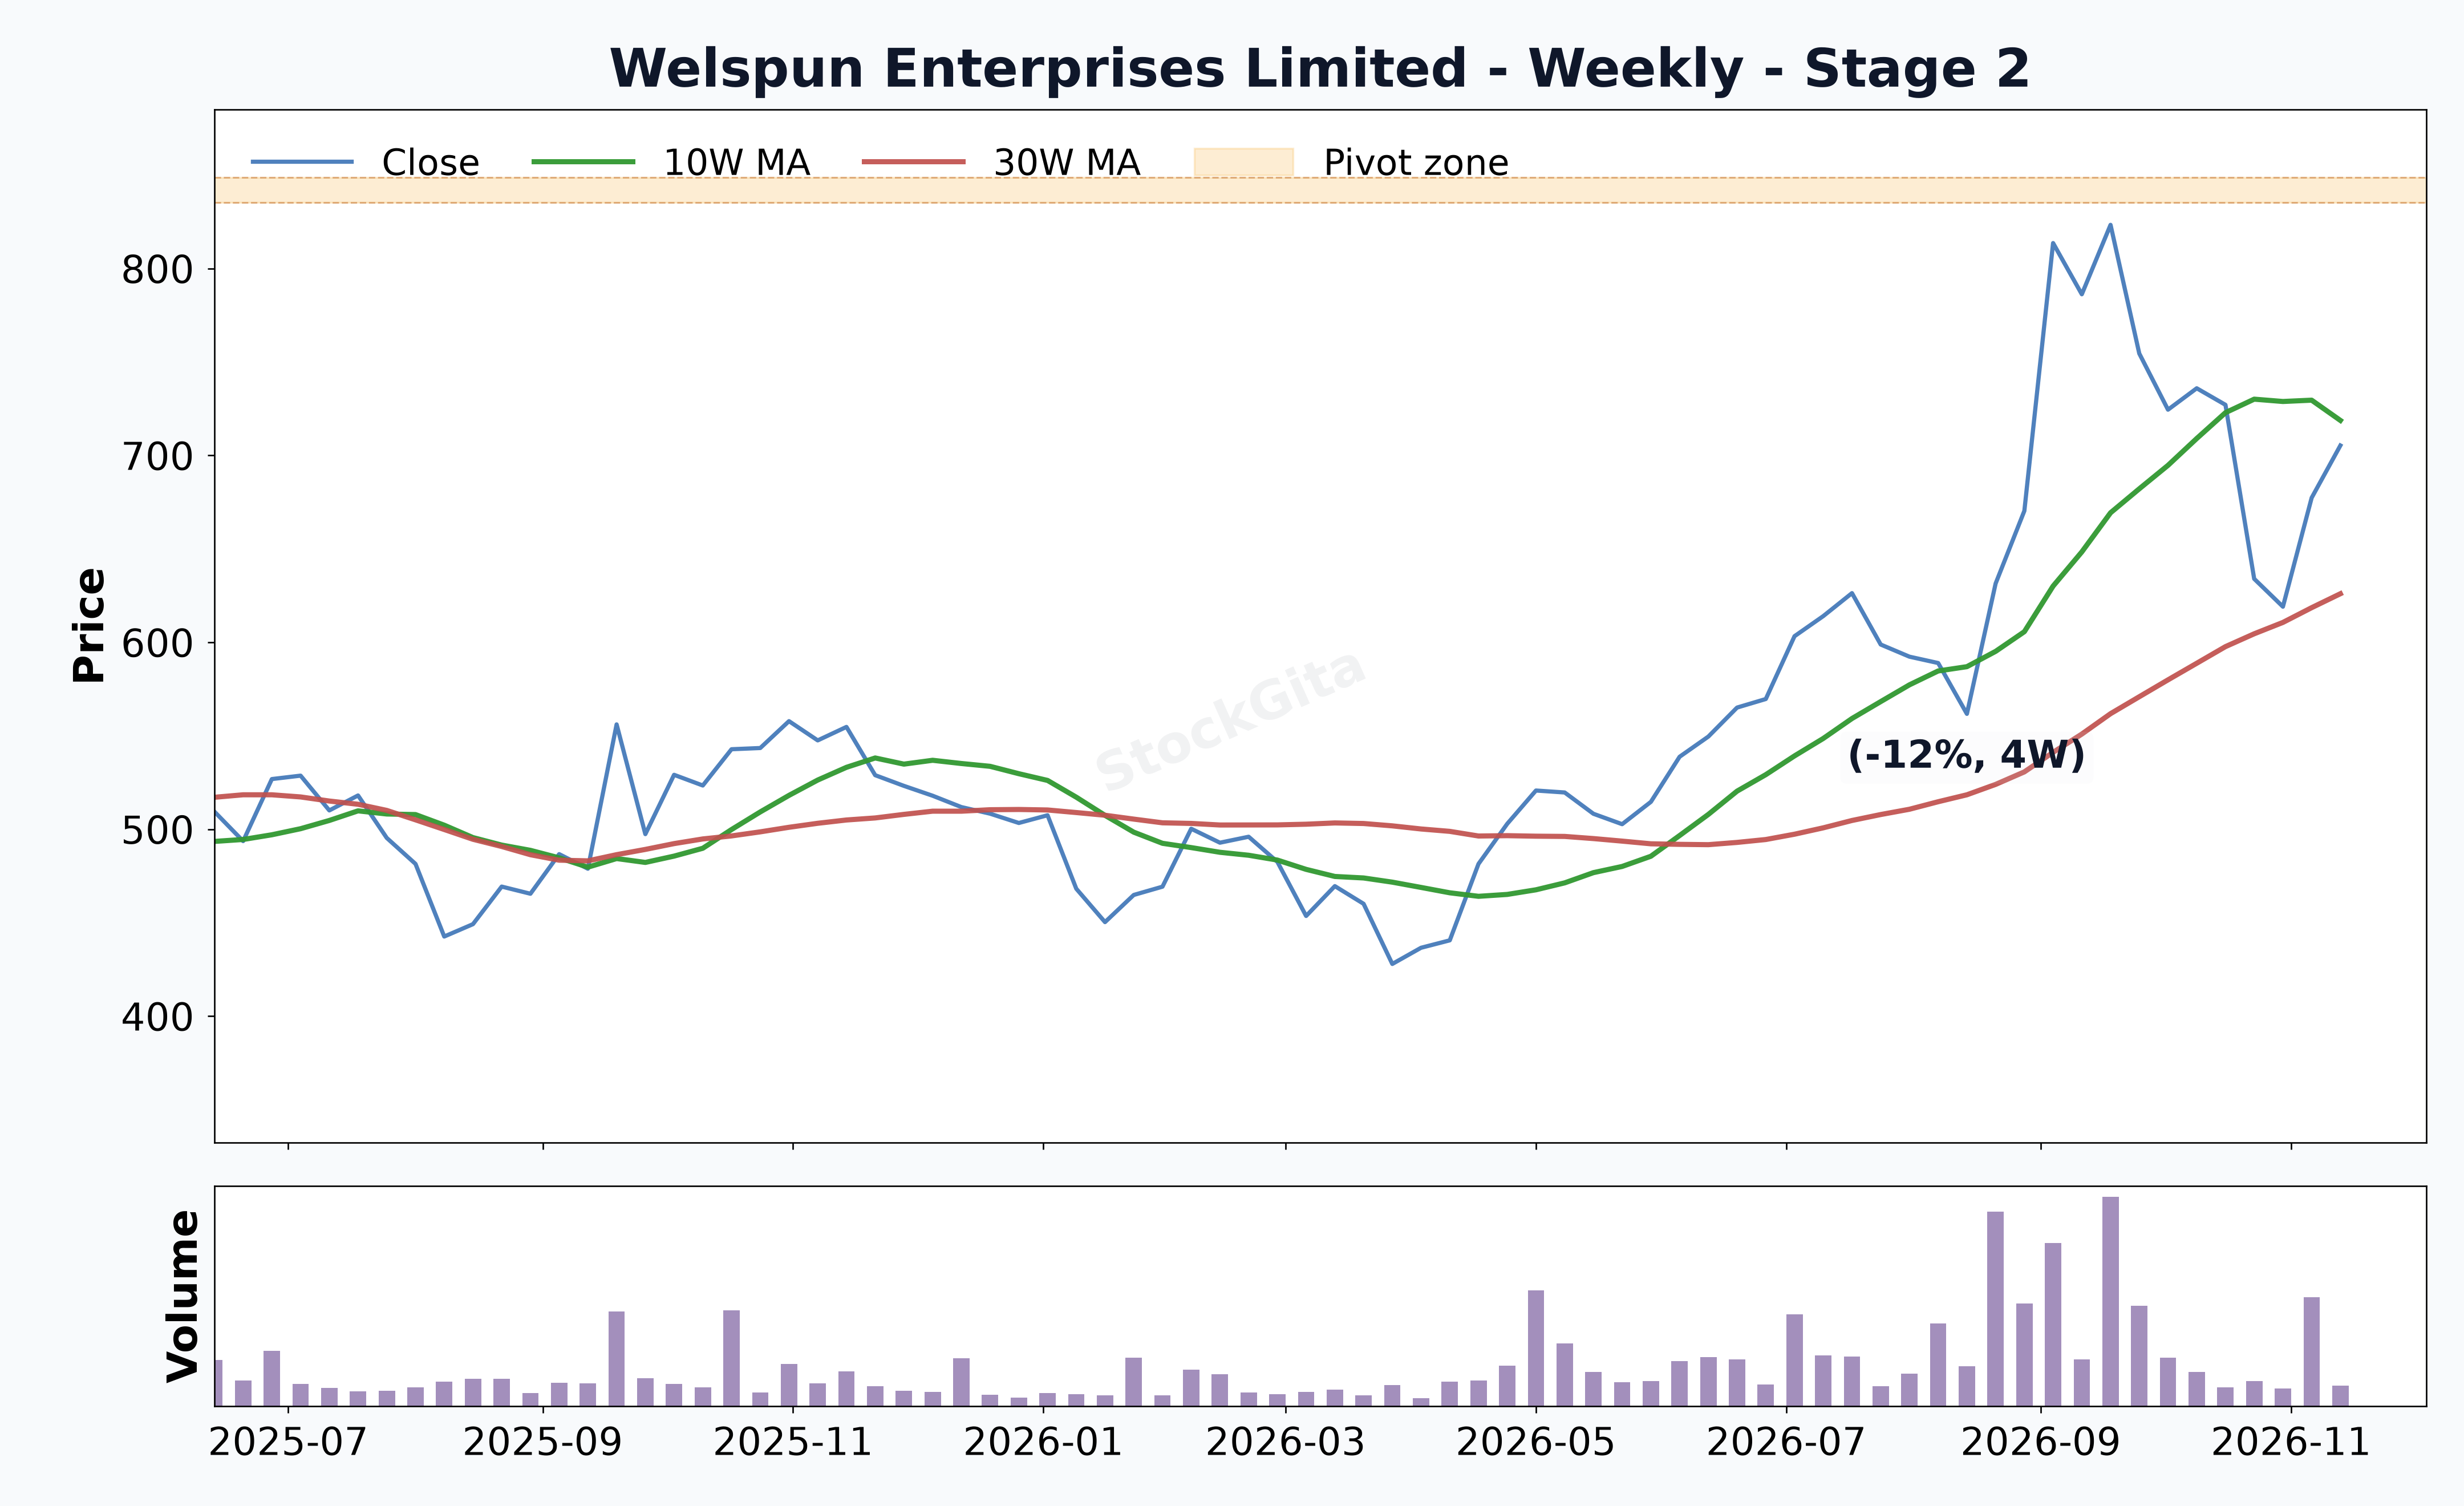 Welspun Enterprises Limited - Weekly - Stage 2
Close 10W MA 30W MA Pivot zone
800
700
600
500
400
Price
StockGita
(-12%, 4W)
Volume
2025-07 2025-09 2025-11 2026-01 2026-03 2026-05 2026-07 2026-09 2026-11